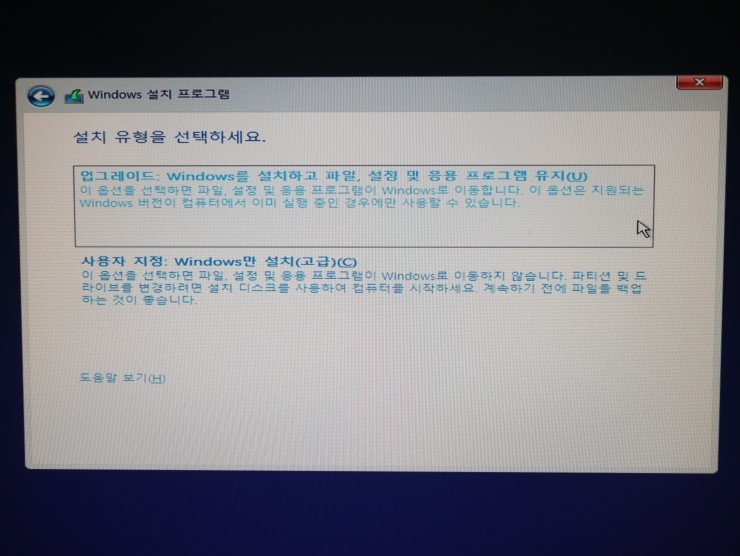 Windows 설치 프로그램
설치 유형을 선택하세요.
업그레이드: Windows를 설치하고 파일, 설정 및 응용 프로그램 유지(U)
이 옵션을 선택하면 파일, 설정 및 응용 프로그램이 Windows로 이동합니다. 이 옵션은 지원되는
Windows 버전이 컴퓨터에서 이미 실행 중인 경우에만 사용할 수 있습니다.
사용자 지정: Windows만 설치(고급)(C)
이 옵션을 선택하면 파일, 설정 및 응용 프로그램이 Windows로 이동하지 않습니다. 파티션 및 드
라이브를 변경하려면 설치 디스크를 사용하여 컴퓨터를 시작하세요. 계속하기 전에 파일을 백업
하는 것이 좋습니다.
도움말 보기(H)